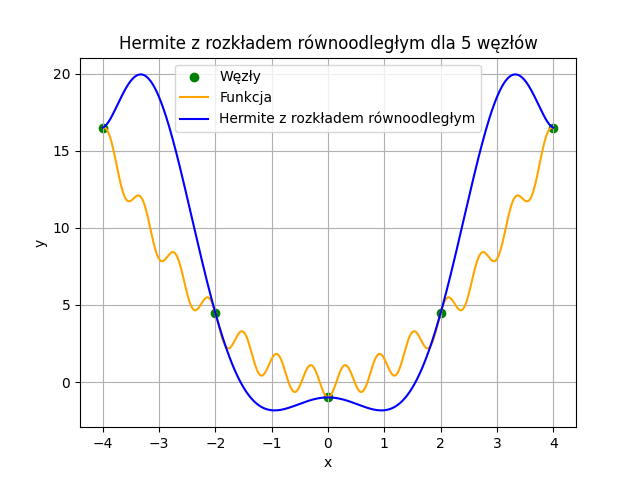 Hermite z rozkładem równoodległym dla 5 węzłów
Węzły
Funkcja
Hermite z rozkładem równoodległym
20
15
10
5
0
y
−4 −3 −2 −1 0 1 2 3 4
x